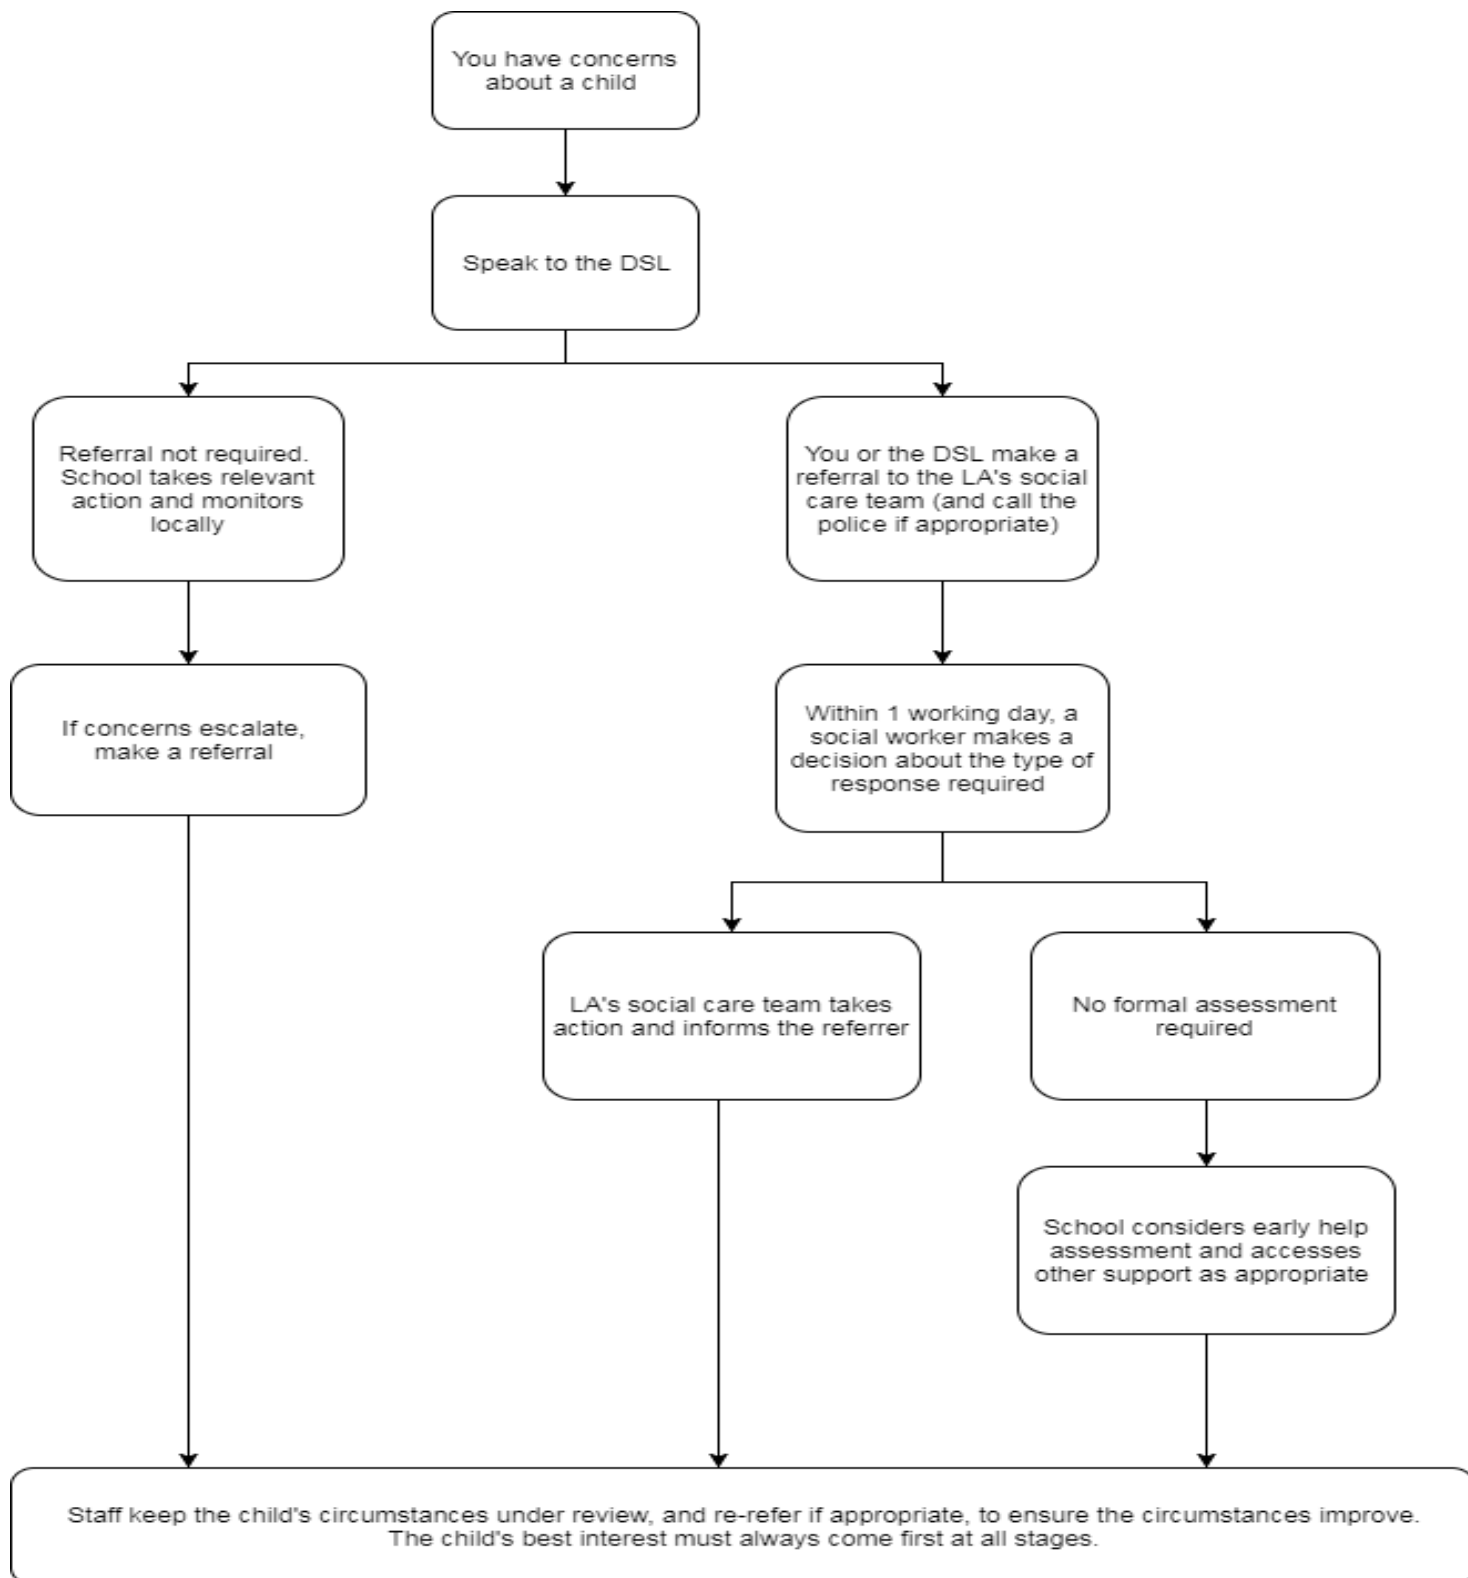 You have concerns
about a child
Speak to the DSL
Referral not required.
School takes relevant
action and monitors
locally
You or the DSL make a
referral to the LA's social
care team (and call the
police if appropriate)
If concerns escalate,
make a referral
Within 1 working day, a
social worker makes a
decision about the type of
response required
LA's social care team takes
action and informs the referrer
No formal assessment
required
School considers early help
assessment and accesses
other support as appropriate
Staff keep the child's circumstances under review, and re-refer if appropriate, to ensure the circumstances improve.
The child's best interest must always come first at all stages.